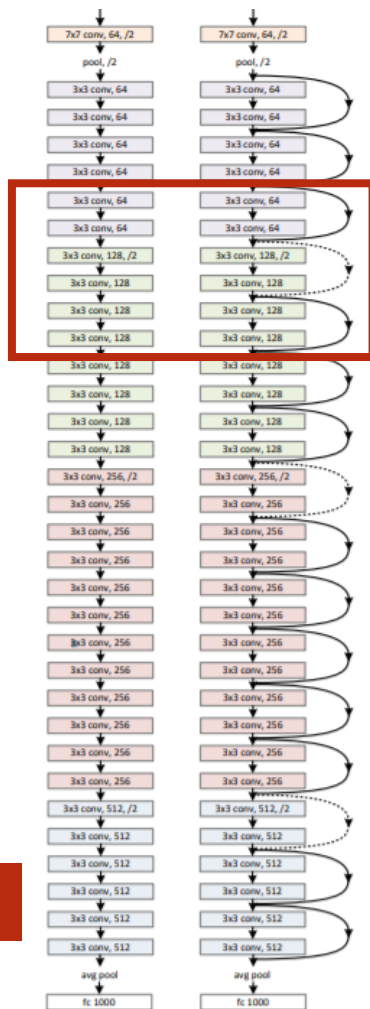 7x7 conv, 64, /2
pool, /2
3x3 conv, 64
3x3 conv, 64
3x3 conv, 64
3x3 conv, 64
3x3 conv, 64
3x3 conv, 64
3x3 conv, 128, /2
3x3 conv, 128
3x3 conv, 128
3x3 conv, 128
3x3 conv, 128
3x3 conv, 128
3x3 conv, 128
3x3 conv, 128
3x3 conv, 256, /2
3x3 conv, 256
3x3 conv, 256
3x3 conv, 256
3x3 conv, 256
3x3 conv, 256
3x3 conv, 256
3x3 conv, 256
3x3 conv, 256
3x3 conv, 256
3x3 conv, 256
3x3 conv, 256
3x3 conv, 512, /2
3x3 conv, 512
3x3 conv, 512
3x3 conv, 512
3x3 conv, 512
3x3 conv, 512
avg pool
fc 1000
7x7 conv, 64, /2
pool, /2
3x3 conv, 64
3x3 conv, 64
3x3 conv, 64
3x3 conv, 64
3x3 conv, 64
3x3 conv, 64
3x3 conv, 128, /2
3x3 conv, 128
3x3 conv, 128
3x3 conv, 128
3x3 conv, 128
3x3 conv, 128
3x3 conv, 128
3x3 conv, 128
3x3 conv, 256, /2
3x3 conv, 256
3x3 conv, 256
3x3 conv, 256
3x3 conv, 256
3x3 conv, 256
3x3 conv, 256
3x3 conv, 256
3x3 conv, 256
3x3 conv, 256
3x3 conv, 256
3x3 conv, 256
3x3 conv, 512, /2
3x3 conv, 512
3x3 conv, 512
3x3 conv, 512
3x3 conv, 512
3x3 conv, 512
avg pool
fc 1000